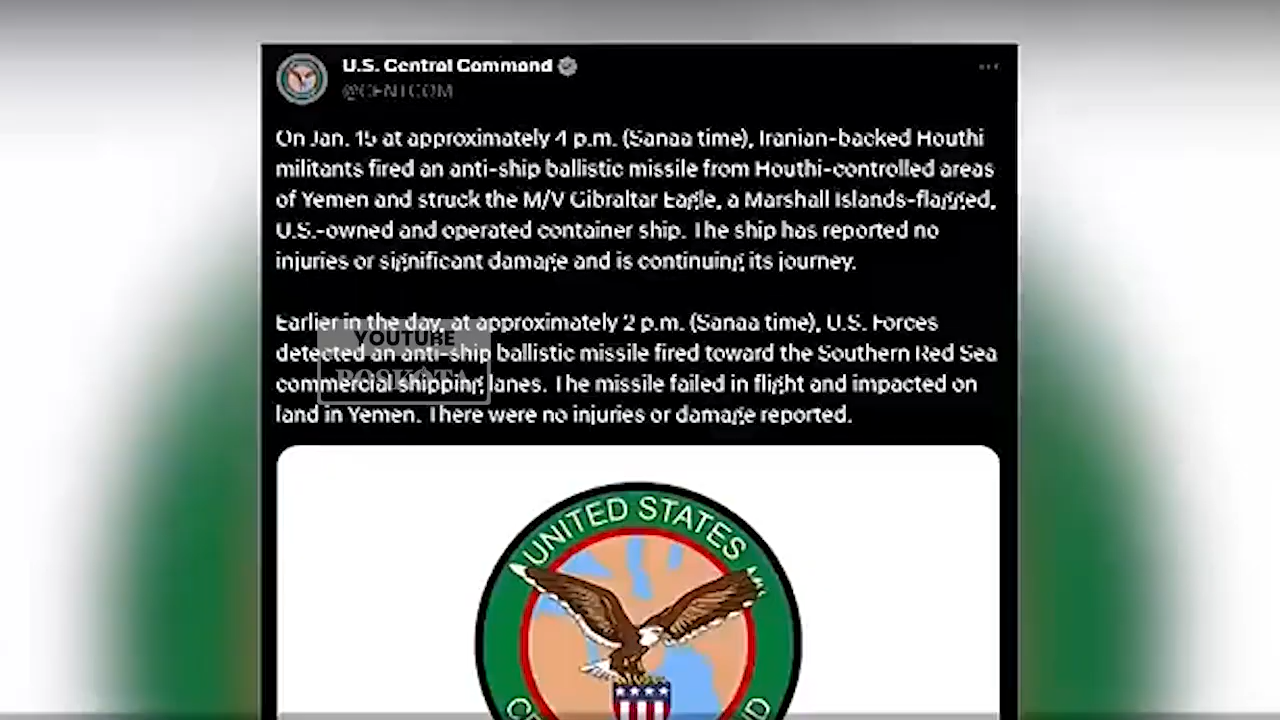 U.S. Central Command
@CENTCOM
On Jan. 15 at approximately 4 p.m. (Sanaa time), Iranian-backed Houthi
militants fired an anti-ship ballistic missile from Houthi-controlled areas
of Yemen and struck the M/V Gibraltar Eagle, a Marshall Islands-flagged,
U.S.-owned and operated container ship. The ship has reported no
injuries or significant damage and is continuing its journey.
Earlier in the day, at approximately 2 p.m. (Sanaa time), U.S. Forces
detected an anti-ship ballistic missile fired toward the Southern Red Sea
commercial shipping lanes. The missile failed in flight and impacted on
land in Yemen. There were no injuries or damage reported.
YOUTUBE
POSKOTA
UNITED STATES